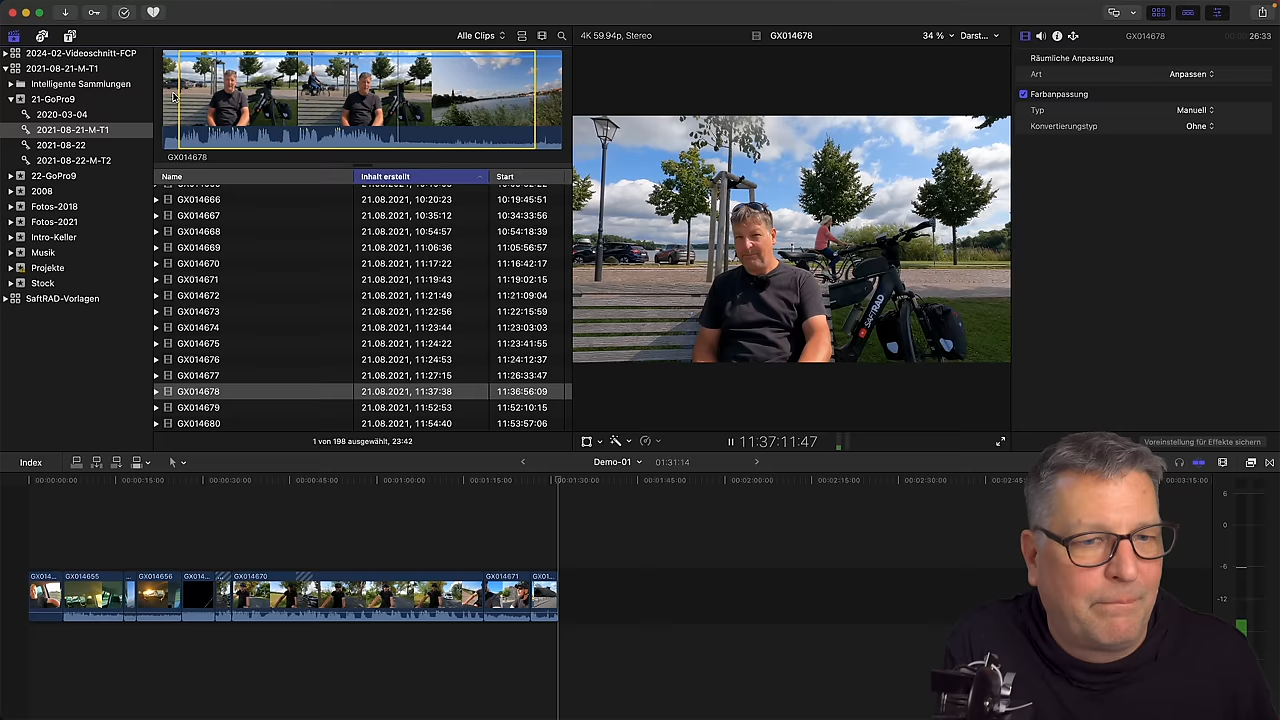 Alle Clips
4K 59.94p, Stereo
GX014678
34 %
Darst...
GX014678
26:33
2024-02-Videoschnitt-FCP
2021-08-21-M-T1
Intelligente Sammlungen
21-GoPro9
2020-03-04
2021-08-21-M-T1
2021-08-22
2021-08-22-M-T2
22-GoPro9
2008
Fotos-2018
Fotos-2021
Intro-Keller
Musik
Projekte
Stock
SaftRAD-Vorlagen
GX014678
Name
Inhalt erstellt
Start
GX014666 21.08.2021, 10:20:23 10:19:45:51
GX014667 21.08.2021, 10:35:12 10:34:33:56
GX014668 21.08.2021, 10:54:57 10:54:18:39
GX014669 21.08.2021, 11:06:36 11:05:56:57
GX014670 21.08.2021, 11:17:22 11:16:42:17
GX014671 21.08.2021, 11:19:43 11:19:02:15
GX014672 21.08.2021, 11:21:49 11:21:09:04
GX014673 21.08.2021, 11:22:56 11:22:15:59
GX014674 21.08.2021, 11:23:44 11:23:03:03
GX014675 21.08.2021, 11:24:22 11:23:41:55
GX014676 21.08.2021, 11:24:53 11:24:12:37
GX014677 21.08.2021, 11:27:15 11:26:33:47
GX014678 21.08.2021, 11:37:38 11:36:56:09
GX014679 21.08.2021, 11:52:53 11:52:10:15
GX014680 21.08.2021, 11:54:40 11:53:57:06
1 von 198 ausgewählt, 23:42
SAFTRAD
11:37:11:47
Räumliche Anpassung
Art Anpassen
Farbanpassung
Typ Manuell
Konvertierungstyp Ohne
Voreinstellung für Effekte sichern
Index
Demo-01
01:31:14
00:00:00:00
00:00:15:00
00:00:30:00
00:00:45:00
00:01:00:00
00:01:15:00
00:01:30:00
00:01:45:00
00:02:00:00
00:02:15:00
00:02:30:00
00:03:15:00
GX014...
GX014655
...
GX014656
GX014...
GX014670
GX014671
GX01...
6
0
-6
-12